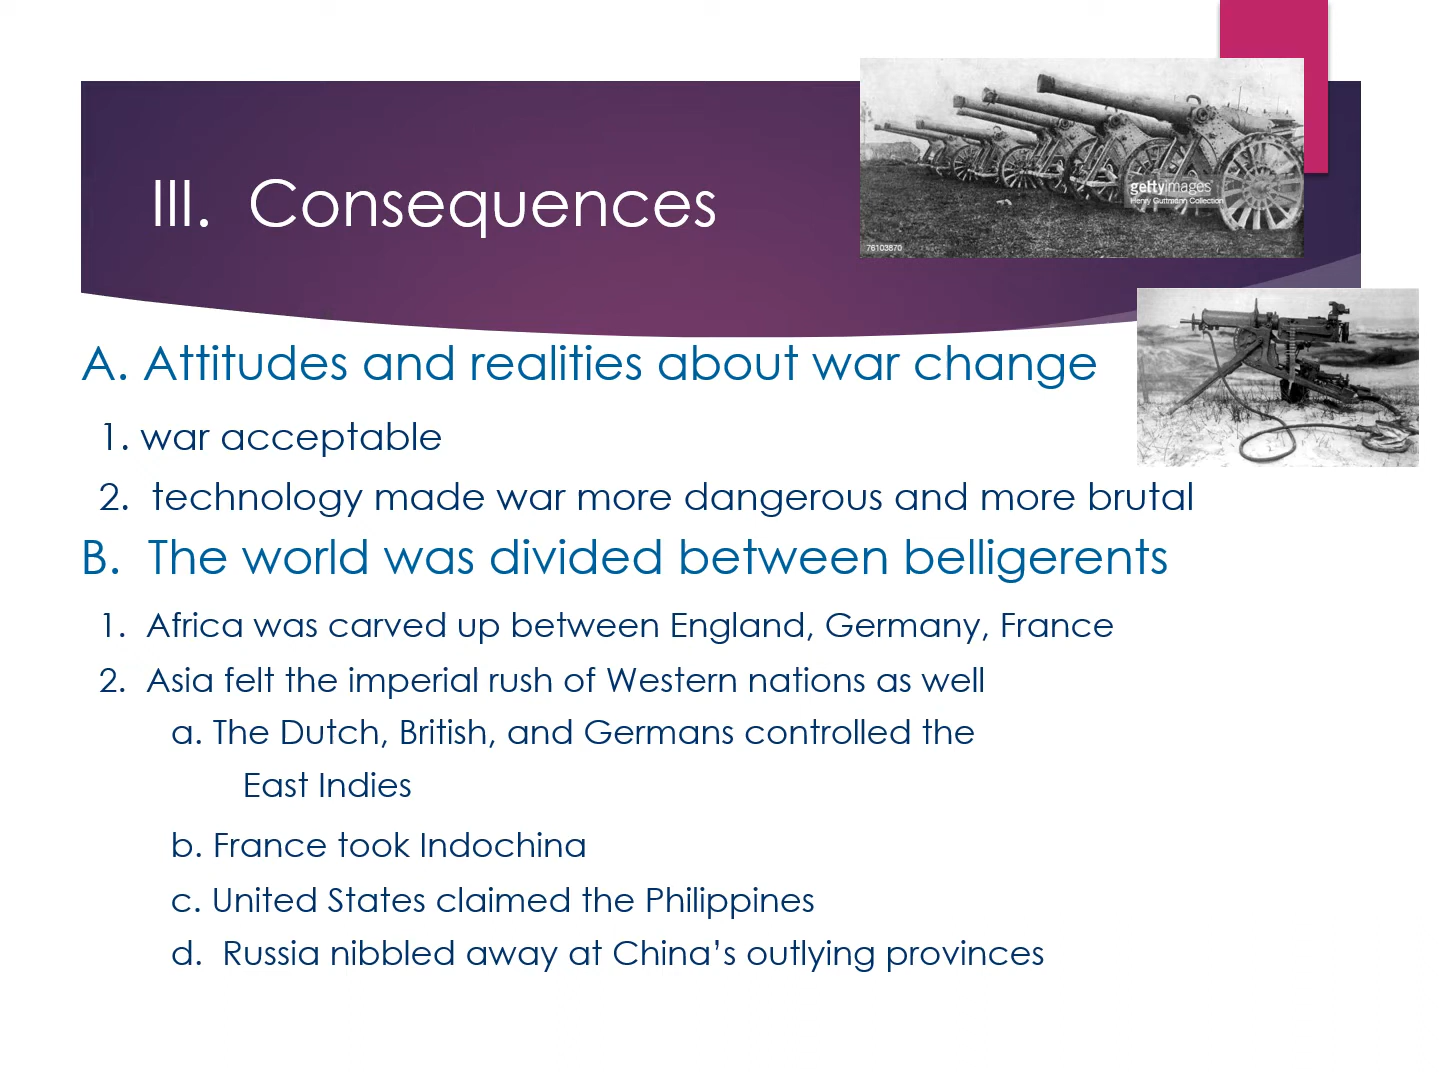 III.  Consequences
gettyimages
Henry Guttmann Collection
76103870
A. Attitudes and realities about war change
1. war acceptable
2.  technology made war more dangerous and more brutal
B.  The world was divided between belligerents
1.  Africa was carved up between England, Germany, France
2.  Asia felt the imperial rush of Western nations as well
a. The Dutch, British, and Germans controlled the
East Indies
b. France took Indochina
c. United States claimed the Philippines
d.  Russia nibbled away at China’s outlying provinces